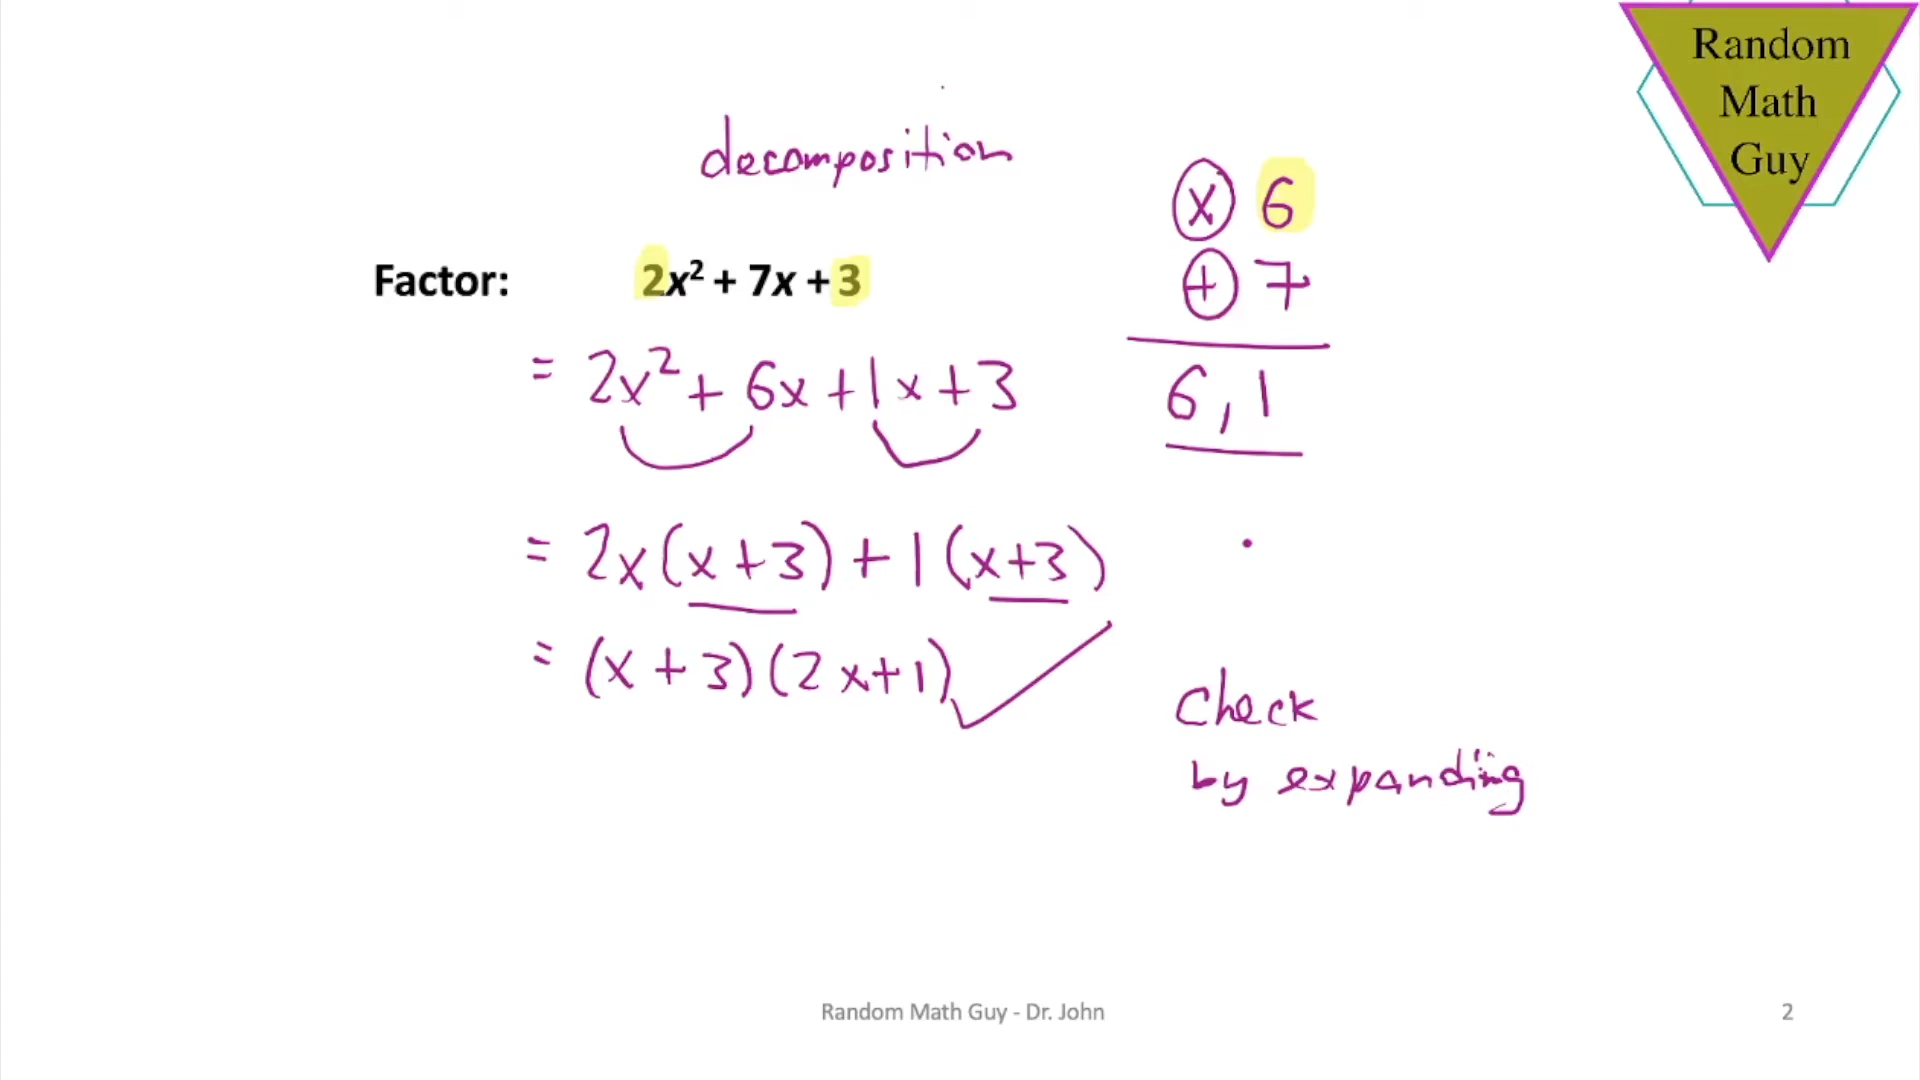 Random
Math
Guy
decomposition
x 6
+ 7
6, 1
Factor: 2x² + 7x + 3
= 2x² + 6x + 1x + 3
= 2x(x + 3) + 1(x+3)
= (x + 3)(2x+1)
Check
by expanding
Random Math Guy - Dr. John
2